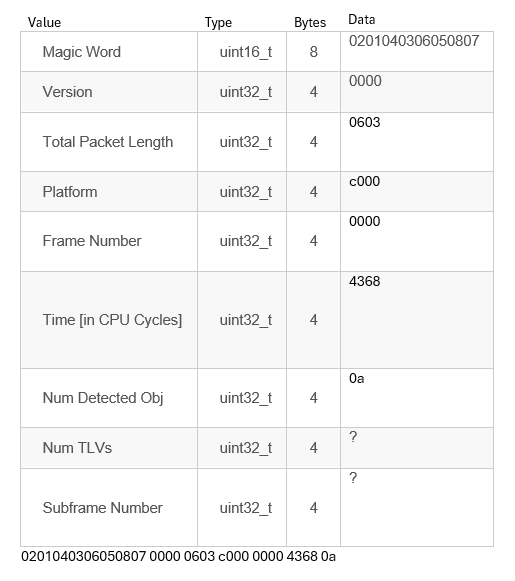 Value Type Bytes Data
Magic Word uint16_t 8 0201040306050807
Version uint32_t 4 0000
Total Packet Length uint32_t 4 0603
Platform uint32_t 4 c000
Frame Number uint32_t 4 0000
Time [in CPU Cycles] uint32_t 4 4368
Num Detected Obj uint32_t 4 0a
Num TLVs uint32_t 4 ?
Subframe Number uint32_t 4 ?
0201040306050807 0000 0603 c000 0000 4368 0a